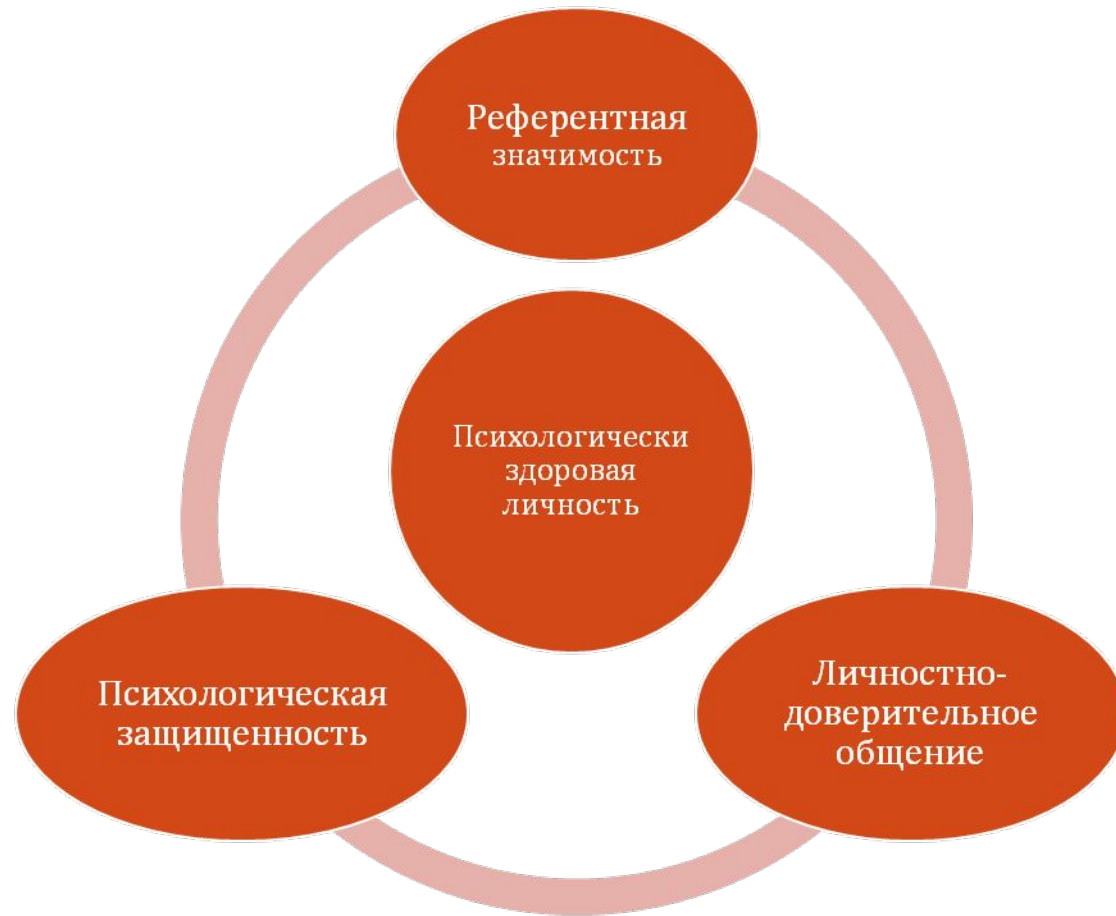 Референтная
значимость
Психологически
здоровая
личность
Психологическая
защищенность
Личностно-
доверительное
общение